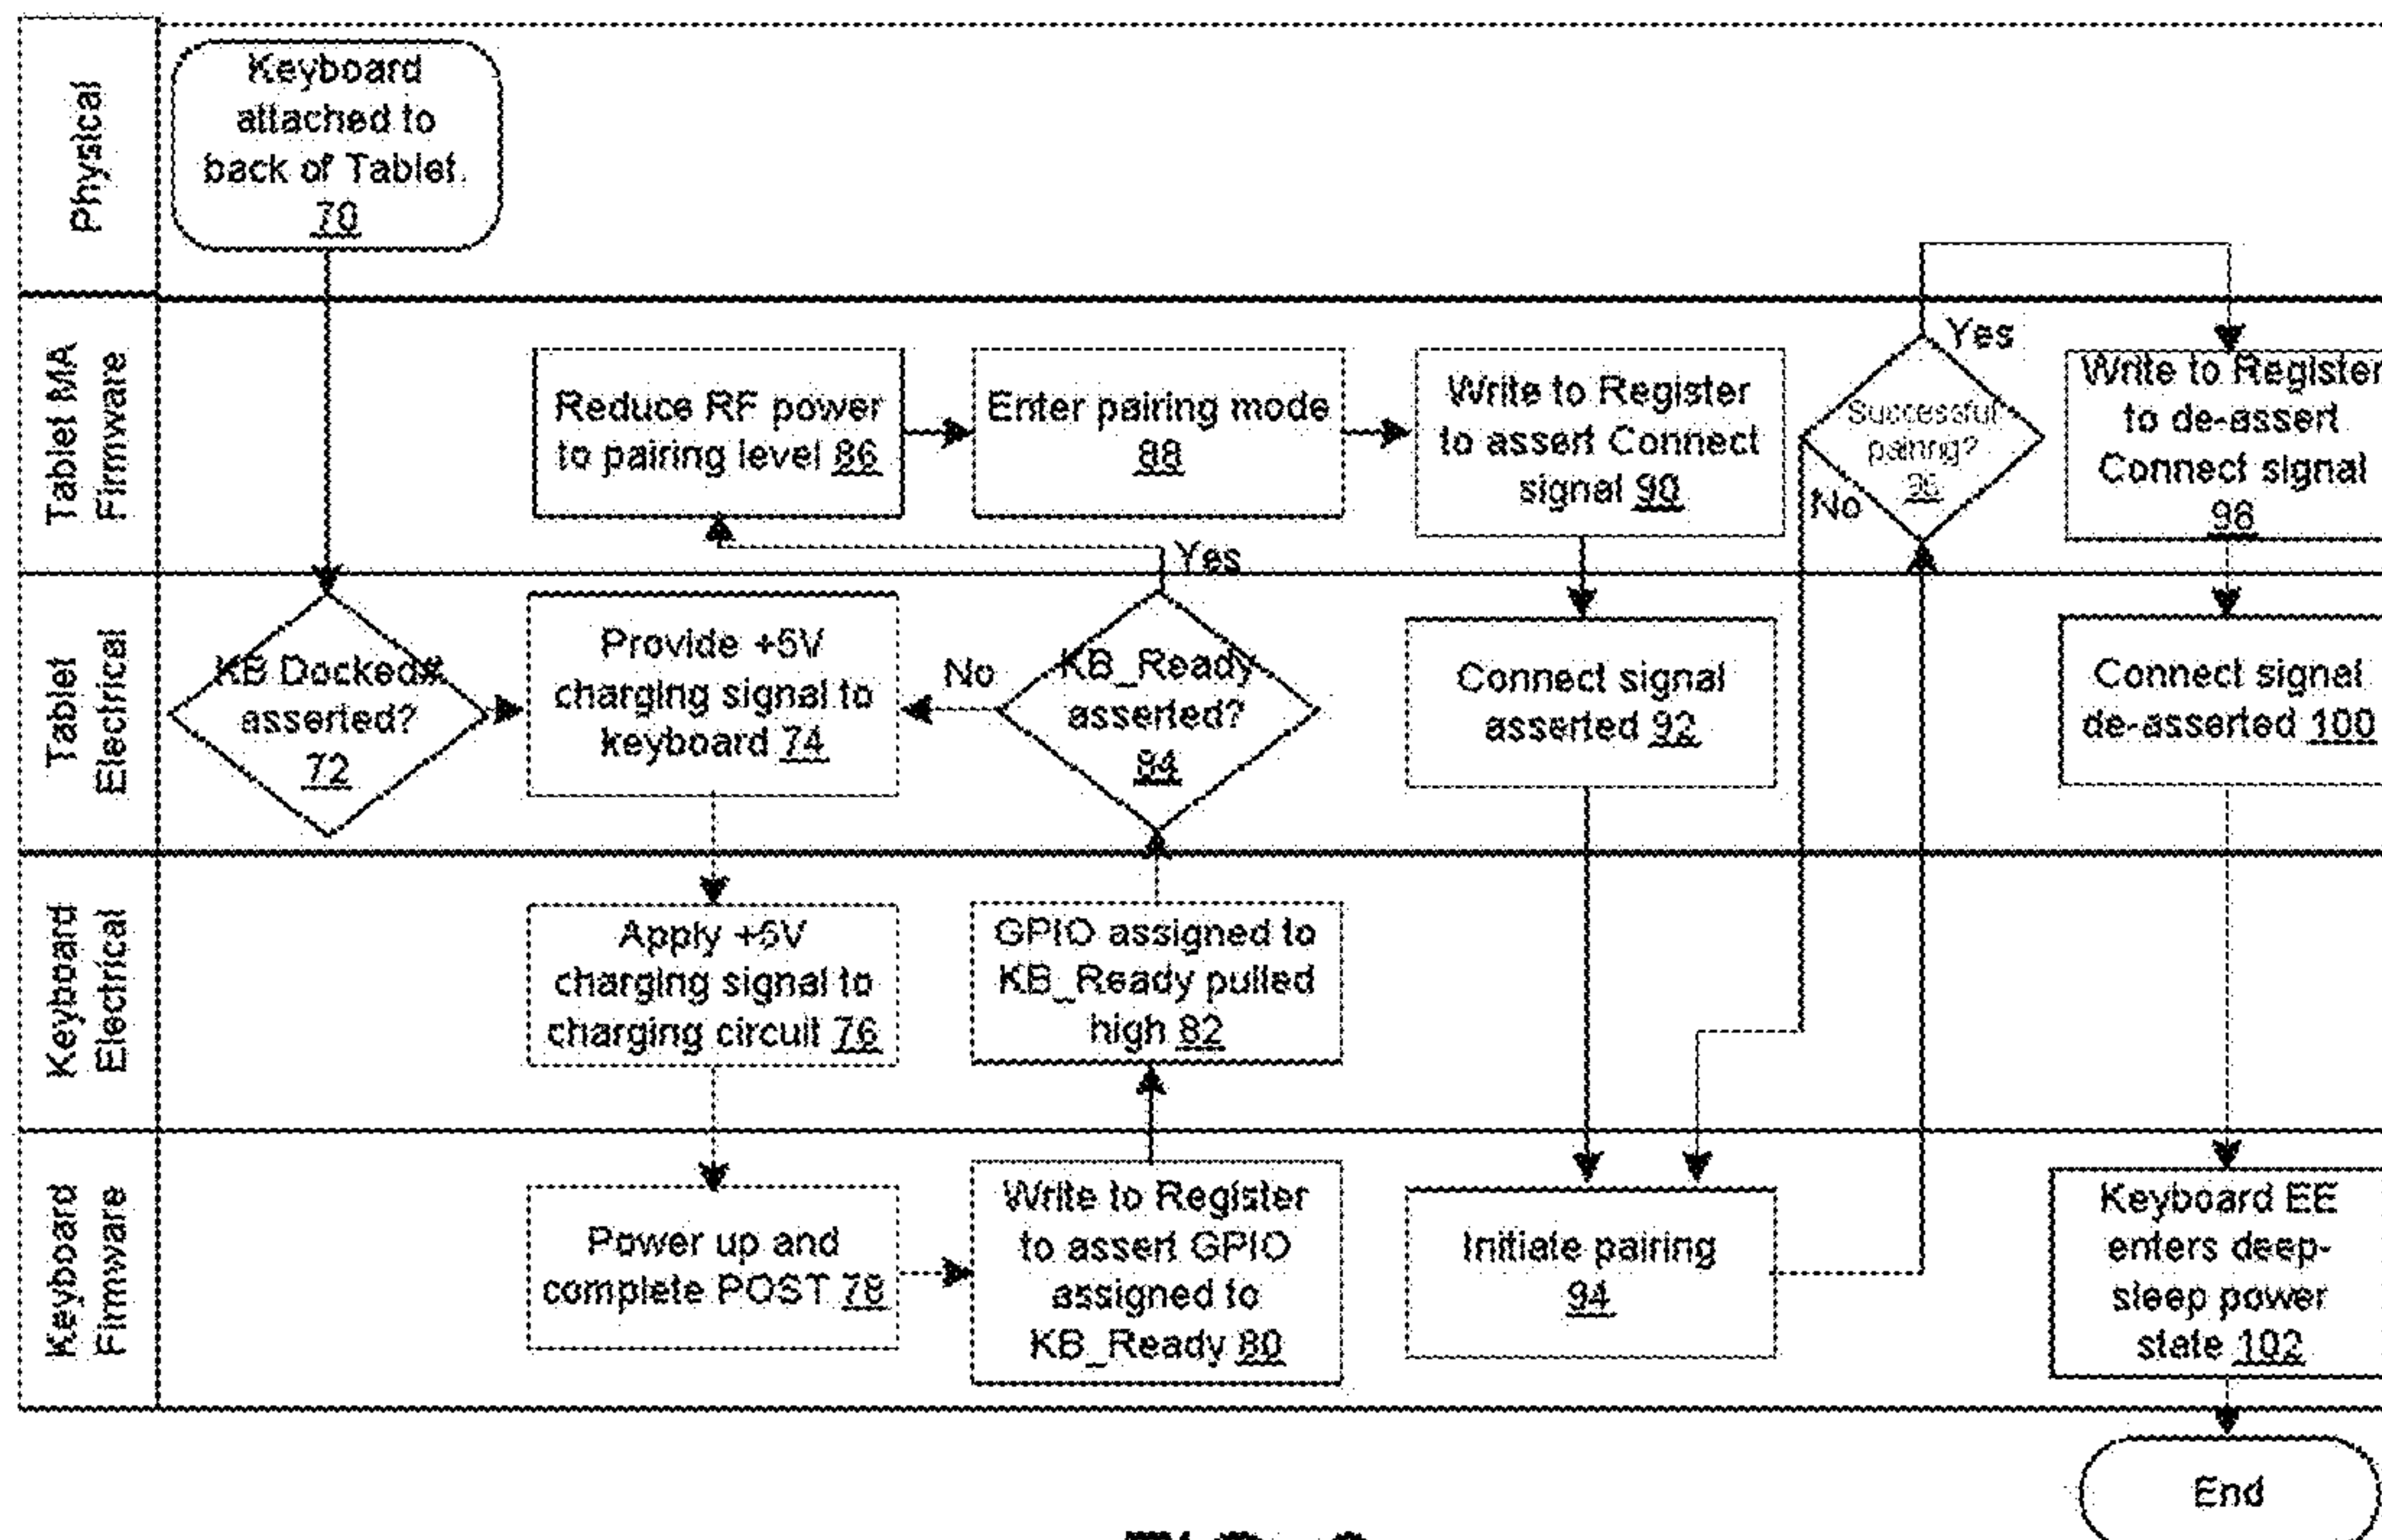 Physical
Keyboard
attached to
back of Tablet
70
Tablet MA
Firmware
Reduce RF power
to pairing level 86
Enter pairing mode
88
Write to Register
to assert Connect
signal 90
Successful
pairing?
96
Yes
No
Write to Register
to de-assert
Connect signal
98
Yes
Tablet
Electrical
KB Docked#
asserted?
72
Provide +5V
charging signal to
keyboard 74
No
KB_Ready
asserted?
84
Connect signal
asserted 92
Connect signal
de-asserted 100
Keyboard
Electrical
Apply +5V
charging signal to
charging circuit 76
GPIO assigned to
KB_Ready pulled
high 82
Keyboard
Firmware
Power up and
complete POST 78
Write to Register
to assert GPIO
assigned to
KB_Ready 80
Initiate pairing
94
Keyboard EE
enters deep-
sleep power
state 102
End